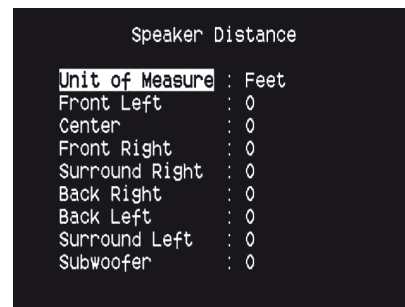 Speaker Distance
Unit of Measure : Feet
Front Left : 0
Center : 0
Front Right : 0
Surround Right : 0
Back Right : 0
Back Left : 0
Surround Left : 0
Subwoofer : 0